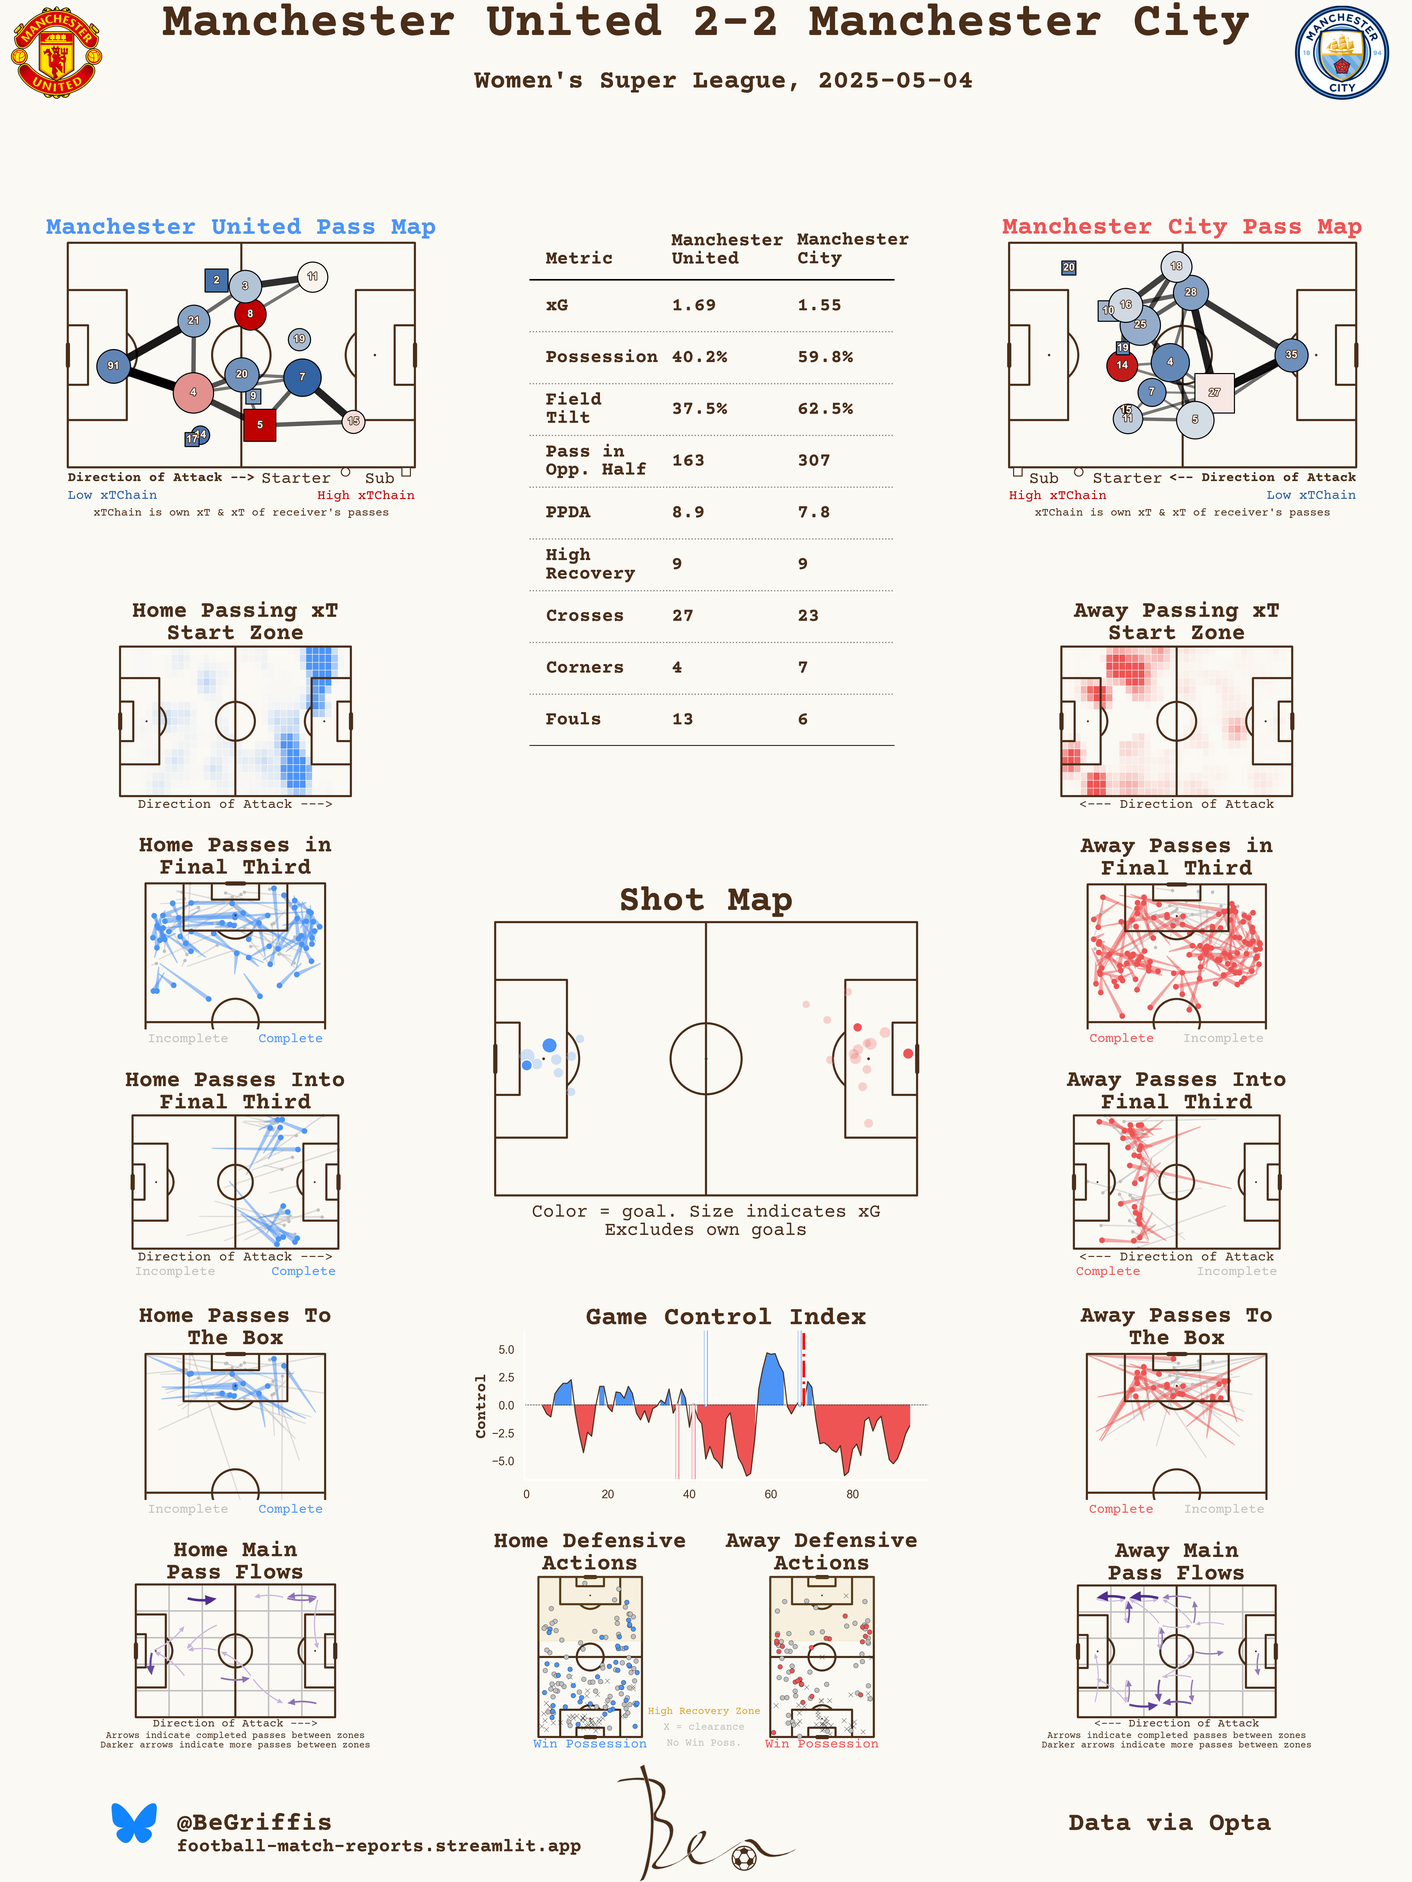 Manchester United 2-2 Manchester City
Women's Super League, 2025-05-04
MANCHESTER
UNITED
MANCHESTER
18 94
CITY
Manchester United Pass Map
2
3
11
8
21
19
91
20
7
4
9
5
15
17
14
Direction of Attack --> Starter Sub
Low xTChain High xTChain
xTChain is own xT & xT of receiver's passes
Metric Manchester United Manchester City
xG 1.69 1.55
Possession 40.2% 59.8%
Field Tilt 37.5% 62.5%
Pass in Opp. Half 163 307
PPDA 8.9 7.8
High Recovery 9 9
Crosses 27 23
Corners 4 7
Fouls 13 6
Manchester City Pass Map
20
18
28
16
10
25
19
14
4
35
7
27
15
11
5
Sub Starter <-- Direction of Attack
High xTChain Low xTChain
xTChain is own xT & xT of receiver's passes
Home Passing xT
Start Zone
Direction of Attack --->
Away Passing xT
Start Zone
<--- Direction of Attack
Home Passes in
Final Third
Incomplete Complete
Away Passes in
Final Third
Complete Incomplete
Shot Map
Color = goal. Size indicates xG
Excludes own goals
Home Passes Into
Final Third
Direction of Attack --->
Incomplete Complete
Away Passes Into
Final Third
<--- Direction of Attack
Complete Incomplete
Home Passes To
The Box
Incomplete Complete
Game Control Index
Control
5.0
2.5
0.0
−2.5
−5.0
0 20 40 60 80
Away Passes To
The Box
Complete Incomplete
Home Main
Pass Flows
Direction of Attack --->
Arrows indicate completed passes between zones
Darker arrows indicate more passes between zones
Home Defensive
Actions
Win Possession
High Recovery Zone
X = clearance
No Win Poss.
Away Defensive
Actions
Win Possession
Away Main
Pass Flows
<--- Direction of Attack
Arrows indicate completed passes between zones
Darker arrows indicate more passes between zones
@BeGriffis
football-match-reports.streamlit.app
Ben
Data via Opta